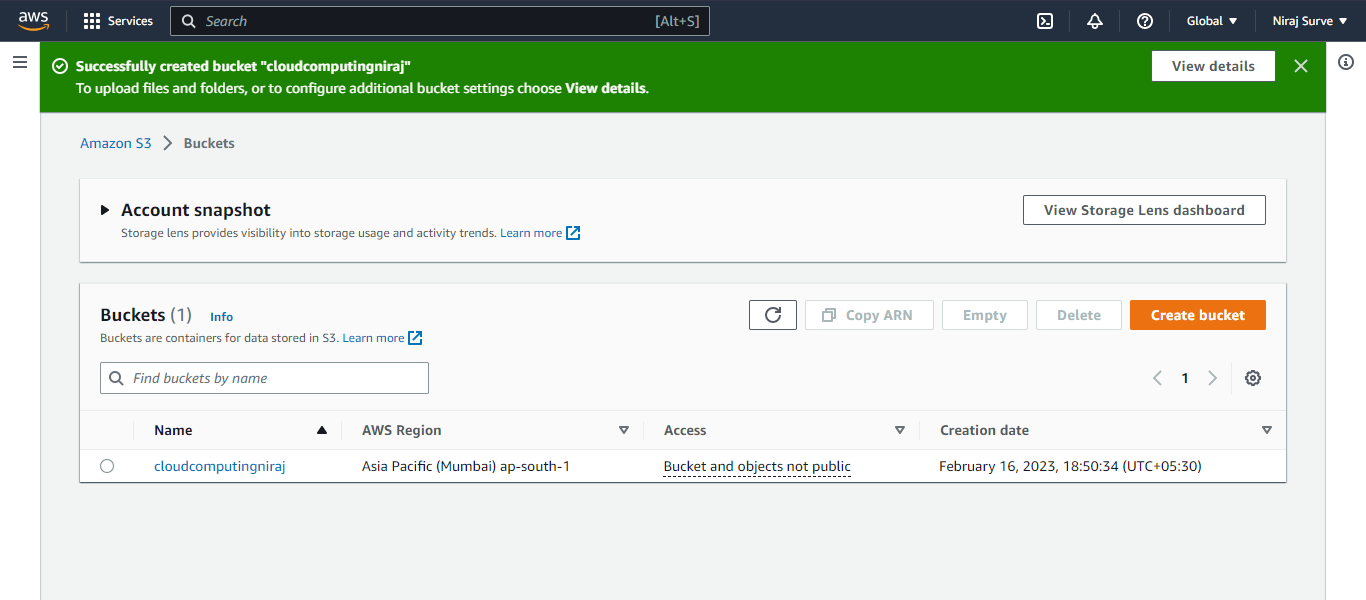 aws Services Search [Alt+S] Global Niraj Surve
Successfully created bucket "cloudcomputingniraj"
To upload files and folders, or to configure additional bucket settings choose View details.
View details
Amazon S3 Buckets
Account snapshot
Storage lens provides visibility into storage usage and activity trends. Learn more
View Storage Lens dashboard
Buckets (1) Info
Buckets are containers for data stored in S3. Learn more
Copy ARN Empty Delete Create bucket
Find buckets by name
1
Name AWS Region Access Creation date
cloudcomputingniraj Asia Pacific (Mumbai) ap-south-1 Bucket and objects not public February 16, 2023, 18:50:34 (UTC+05:30)